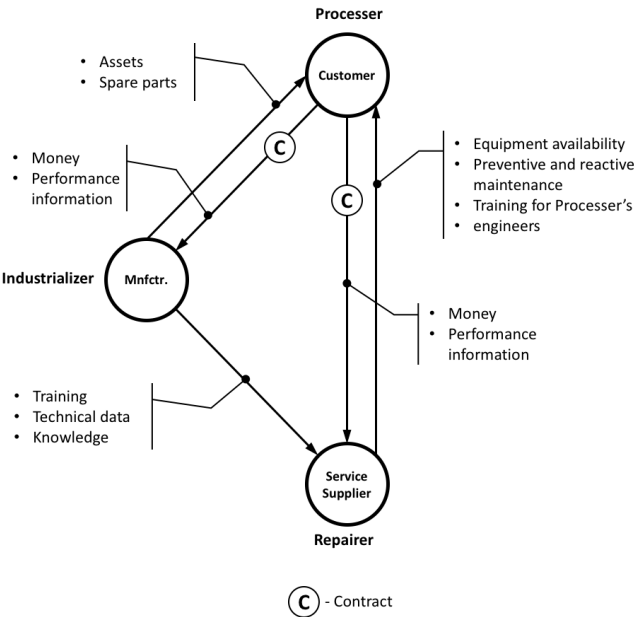 Processer
• Assets
• Spare parts
Customer
C
• Money
• Performance
information
• Equipment availability
• Preventive and reactive
maintenance
• Training for Processer's
• engineers
C
Industrializer
Mnfctr.
• Money
• Performance
information
• Training
• Technical data
• Knowledge
Service
Supplier
Repairer
C - Contract